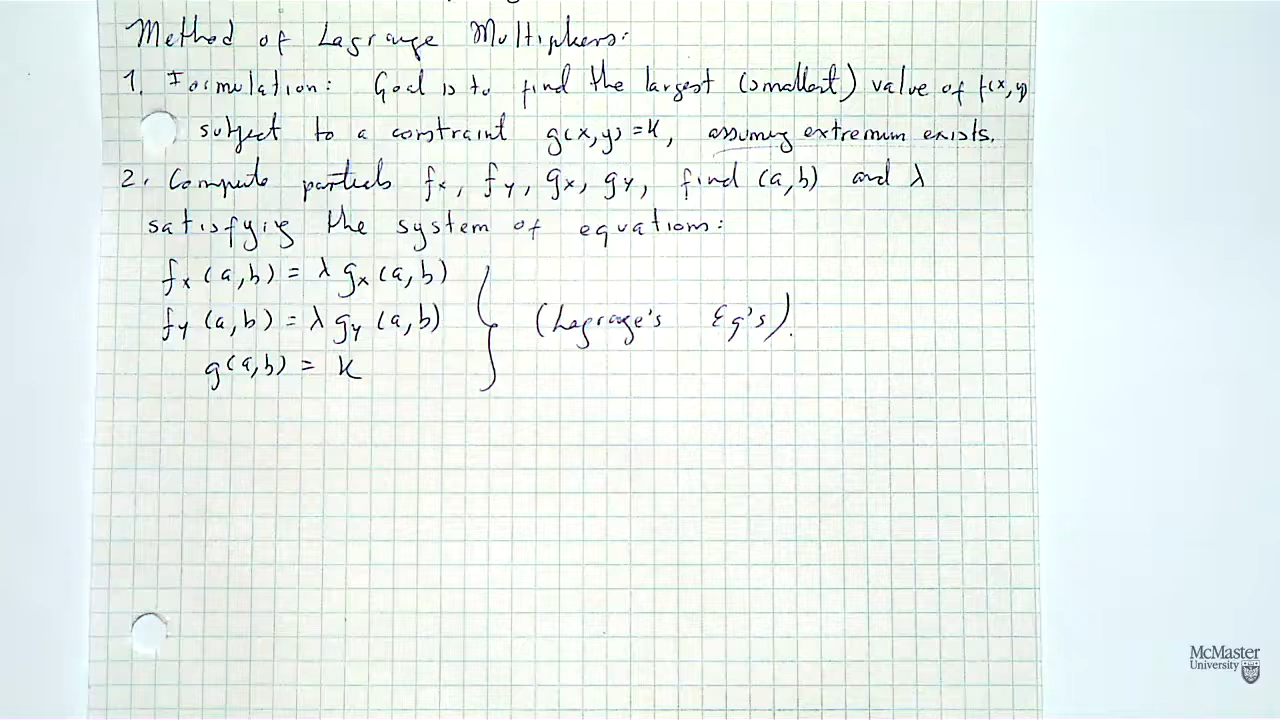 Method of Lagrange Multipliers:
1. Formulation: Goal is to find the largest (smallest) value of f(x,y)
subject to a constraint g(x,y)=K, assuming extremum exists.
2. Compute partials fx, fy, gx, gy, find (a,b) and λ
satisfying the system of equations:
fx(a,b) = λ gx(a,b)
fy(a,b) = λ gy(a,b)
g(a,b) = K
(Lagrage's Eq's).
McMaster
University